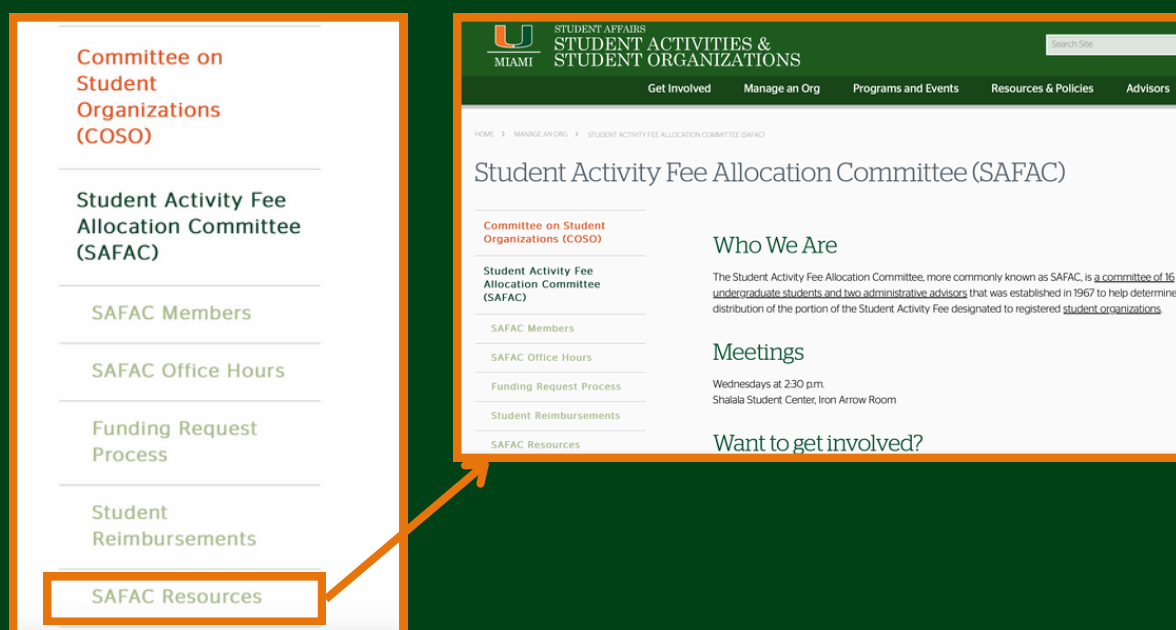 Committee on
Student
Organizations
(COSO)
Student Activity Fee
Allocation Committee
(SAFAC)
SAFAC Members
SAFAC Office Hours
Funding Request
Process
Student
Reimbursements
SAFAC Resources
MIAMI
STUDENT AFFAIRS
STUDENT ACTIVITIES &
STUDENT ORGANIZATIONS
Search Site
Get Involved Manage an Org Programs and Events Resources & Policies Advisors
HOME > MANAGE AN ORG > STUDENT ACTIVITY FEE ALLOCATION COMMITTEE (SAFAC)
Student Activity Fee Allocation Committee (SAFAC)
Committee on Student
Organizations (COSO)
Student Activity Fee
Allocation Committee
(SAFAC)
SAFAC Members
SAFAC Office Hours
Funding Request Process
Student Reimbursements
SAFAC Resources
Who We Are
The Student Activity Fee Allocation Committee, more commonly known as SAFAC, is a committee of 16
undergraduate students and two administrative advisors that was established in 1967 to help determine
distribution of the portion of the Student Activity Fee designated to registered student organizations.
Meetings
Wednesdays at 2:30 p.m.
Shalala Student Center, Iron Arrow Room
Want to get involved?